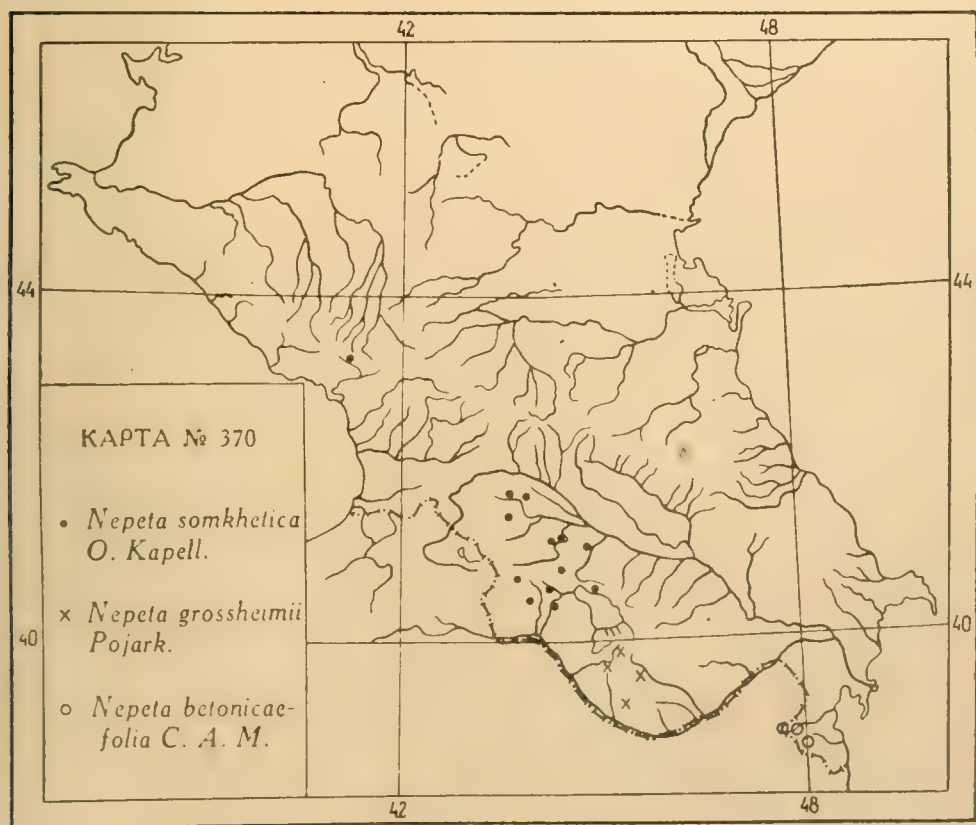 42 48
44 44
КАРТА № 370
• Nepeta somkhetica
O. Kapell.
× Nepeta grossheimii
Pojark.
○ Nepeta betonicae-
folia C. A. M.
40 40
42 48